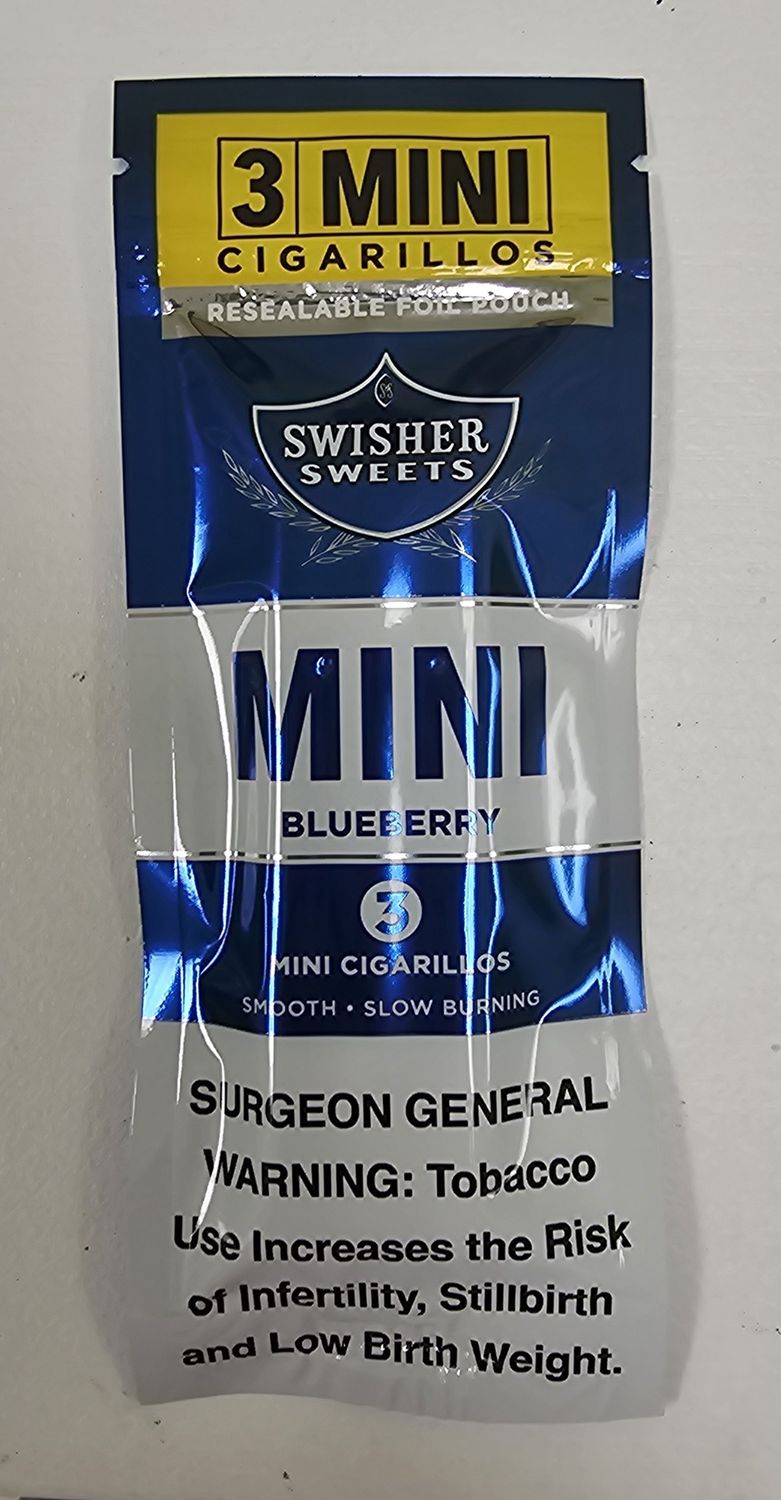 3 MINI
CIGARILLOS
RESEALABLE FOIL POUCH
SS
SWISHER
SWEETS
MINI
BLUEBERRY
3
MINI CIGARILLOS
SMOOTH • SLOW BURNING
SURGEON GENERAL
WARNING: Tobacco
Use Increases the Risk
of Infertility, Stillbirth
and Low Birth Weight.